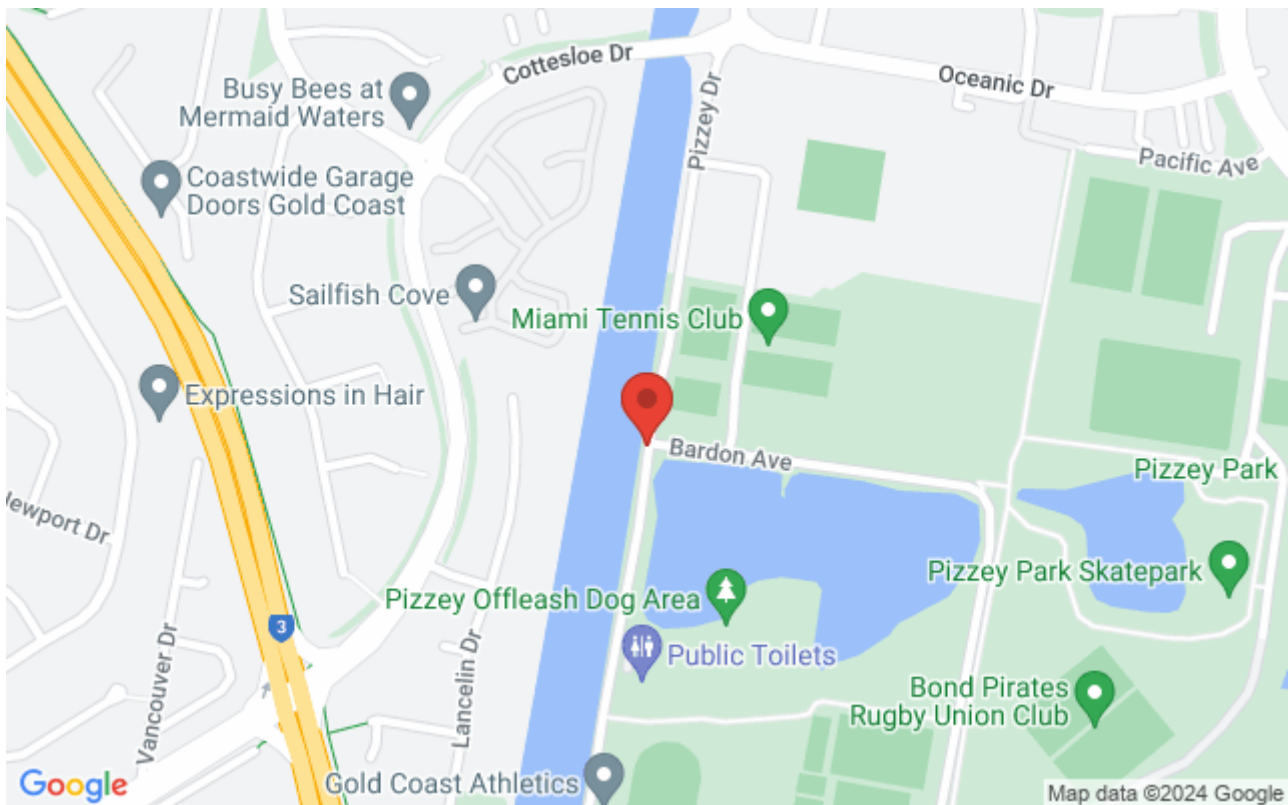 Cottesloe Dr
Pizzey Dr
Oceanic Dr
Busy Bees at
Mermaid Waters
Pacific Ave
Coastwide Garage
Doors Gold Coast
Sailfish Cove
Miami Tennis Club
Expressions in Hair
Bardon Ave
Pizzey Park
Newport Dr
Pizzey Park Skatepark
Pizzey Offleash Dog Area
3
Public Toilets
Vancouver Dr
Lancelin Dr
Bond Pirates
Rugby Union Club
Gold Coast Athletics
Google
Map data ©2024 Google